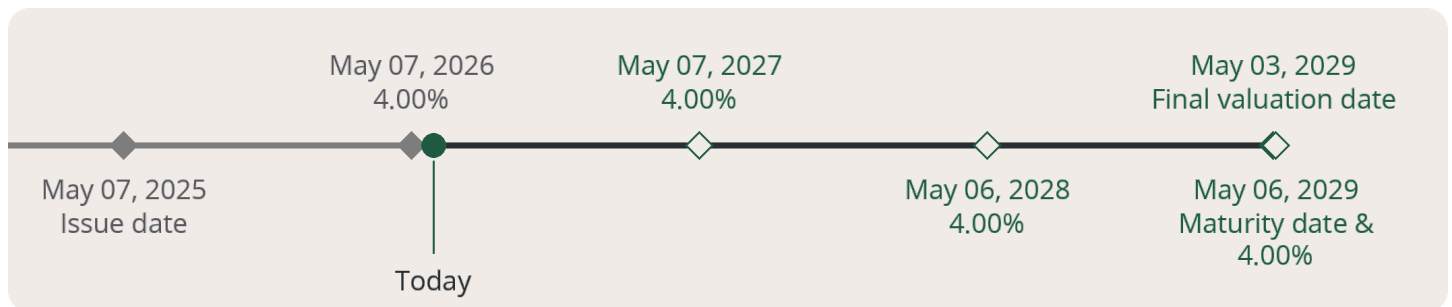 May 07, 2026
4.00%
May 07, 2027
4.00%
May 03, 2029
Final valuation date
May 07, 2025
Issue date
May 06, 2028
4.00%
May 06, 2029
Maturity date &
4.00%
Today